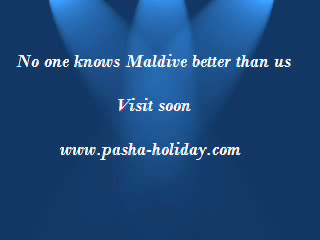 No one knows Maldive better than us
Visit soon
www.pasha-holiday.com